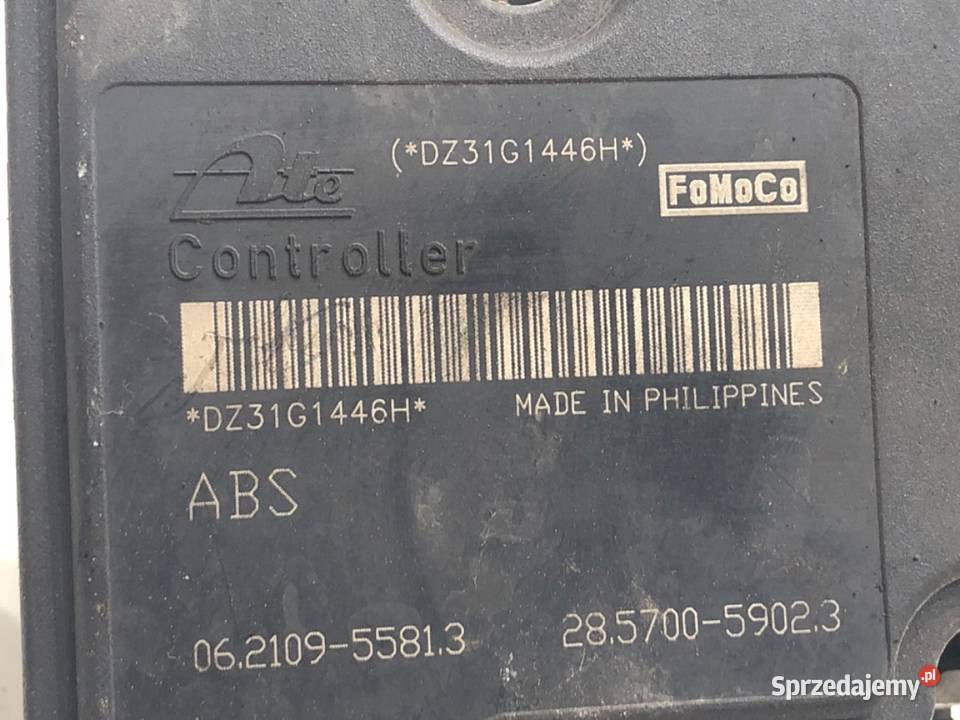 (*DZ31G1446H*)
Ate
FoMoCo
Controller
*DZ31G1446H*
MADE IN PHILIPPINES
ABS
06.2109-5581.3
28.5700-5902.3
Sprzedajemy.pl